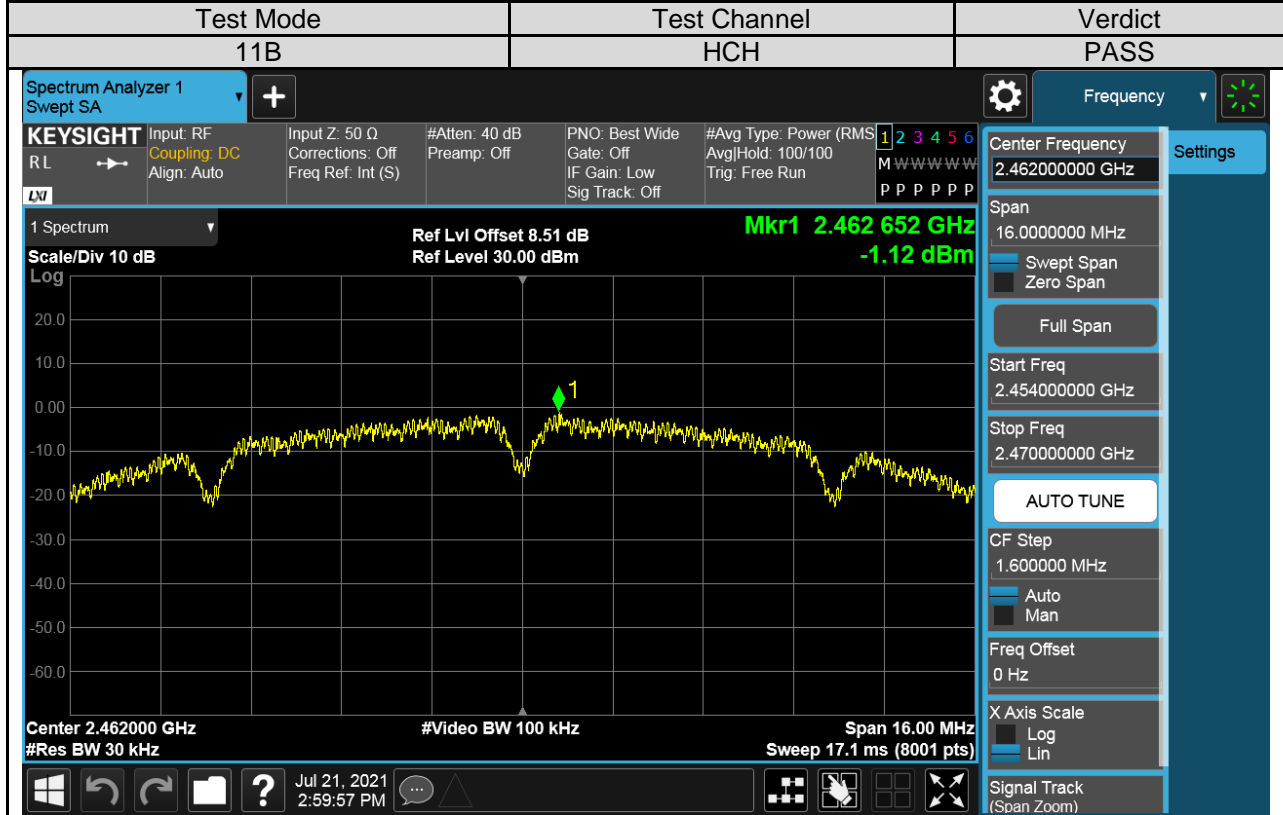 Test Mode Test Channel Verdict
11B HCH PASS
Spectrum Analyzer 1
Swept SA
Frequency
KEYSIGHT Input: RF Input Z: 50 Ω #Atten: 40 dB PNO: Best Wide #Avg Type: Power (RMS 1 2 3 4 5 6
RL Coupling: DC Corrections: Off Preamp: Off Gate: Off Avg|Hold: 100/100 M W W W W W
Align: Auto Freq Ref: Int (S) IF Gain: Low Trig: Free Run
LXI Sig Track: Off P P P P P P
1 Spectrum Ref Lvl Offset 8.51 dB Mkr1 2.462 652 GHz
Scale/Div 10 dB Ref Level 30.00 dBm -1.12 dBm
Log
20.0
10.0
1
0.00
-10.0
-20.0
-30.0
-40.0
-50.0
-60.0
Center 2.462000 GHz #Video BW 100 kHz Span 16.00 MHz
#Res BW 30 kHz Sweep 17.1 ms (8001 pts)
Center Frequency
2.462000000 GHz
Settings
Span
16.0000000 MHz
Swept Span
Zero Span
Full Span
Start Freq
2.454000000 GHz
Stop Freq
2.470000000 GHz
AUTO TUNE
CF Step
1.600000 MHz
Auto
Man
Freq Offset
0 Hz
X Axis Scale
Log
Lin
Signal Track
(Span Zoom)
?
Jul 21, 2021
2:59:57 PM